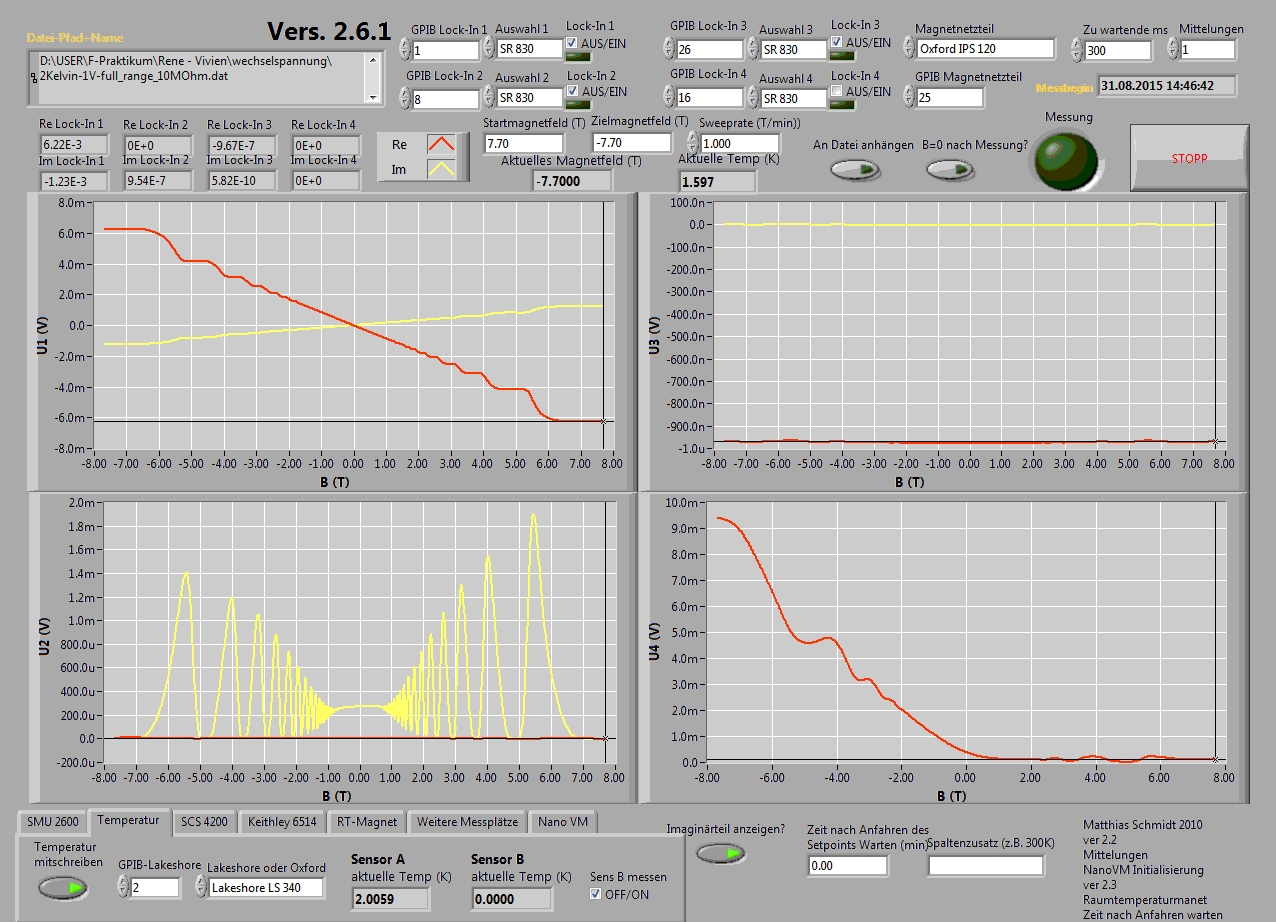 Vers. 2.6.1
Datei-Pfad-+Name
D:\USER\F-Praktikum\Rene - Vivien\wechselspannung\
2Kelvin-1V-full_range_10MOhm.dat
GPIB Lock-In 1 Auswahl 1 Lock-In 1
1 SR 830 AUS/EIN
GPIB Lock-In 2 Auswahl 2 Lock-In 2
8 SR 830 AUS/EIN
GPIB Lock-In 3 Auswahl 3 Lock-In 3
26 SR 830 AUS/EIN
GPIB Lock-In 4 Auswahl 4 Lock-In 4
16 SR 830 AUS/EIN
Magnetnetzteil
Oxford IPS 120
GPIB Magnetnetzteil
25
Zu wartende ms Mittelungen
300 1
Messbegin 31.08.2015 14:46:42
Re Lock-In 1 Re Lock-In 2 Re Lock-In 3 Re Lock-In 4
6.22E-3 0E+0 -9.67E-7 0E+0
Im Lock-In 1 Im Lock-In 2 Im Lock-In 3 Im Lock-In 4
-1.23E-3 9.54E-7 5.82E-10 0E+0
Re
Im
Startmagnetfeld (T) Zielmagnetfeld (T) Sweeprate (T/min))
7.70 -7.70 1.000
Aktuelles Magnetfeld (T) Aktuelle Temp (K)
-7.7000 1.597
An Datei anhängen B=0 nach Messung?
Messung
STOPP
8.0m
6.0m
4.0m
2.0m
0.0
-2.0m
-4.0m
-6.0m
-8.0m
U1 (V)
-8.00 -7.00 -6.00 -5.00 -4.00 -3.00 -2.00 -1.00 0.00 1.00 2.00 3.00 4.00 5.00 6.00 7.00 8.00
B (T)
100.0n
0.0
-100.0n
-200.0n
-300.0n
-400.0n
-500.0n
-600.0n
-700.0n
-800.0n
-900.0n
-1.0u
U3 (V)
-8.00 -7.00 -6.00 -5.00 -4.00 -3.00 -2.00 -1.00 0.00 1.00 2.00 3.00 4.00 5.00 6.00 7.00 8.00
B (T)
2.0m
1.8m
1.6m
1.4m
1.2m
1.0m
800.0u
600.0u
400.0u
200.0u
0.0
-200.0u
U2 (V)
-8.00 -7.00 -6.00 -5.00 -4.00 -3.00 -2.00 -1.00 0.00 1.00 2.00 3.00 4.00 5.00 6.00 7.00 8.00
B (T)
10.0m
9.0m
8.0m
7.0m
6.0m
5.0m
4.0m
3.0m
2.0m
1.0m
0.0
U4 (V)
-8.00 -6.00 -4.00 -2.00 0.00 2.00 4.00 6.00 8.00
B (T)
SMU 2600 Temperatur SCS 4200 Keithley 6514 RT-Magnet Weitere Messplätze Nano VM
Temperatur
mitschreiben
GPIB-Lakeshore Lakeshore oder Oxford
2 Lakeshore LS 340
Sensor A
aktuelle Temp (K)
2.0059
Sensor B
aktuelle Temp (K)
0.0000
Sens B messen
OFF/ON
Imaginärteil anzeigen?
Zeit nach Anfahren des
Setpoints Warten (min)
0.00
Spaltenzusatz (z.B. 300K)
Matthias Schmidt 2010
ver 2.2
Mittelungen
NanoVM Initialisierung
ver 2.3
Raumtemperaturmanet
Zeit nach Anfahren warten